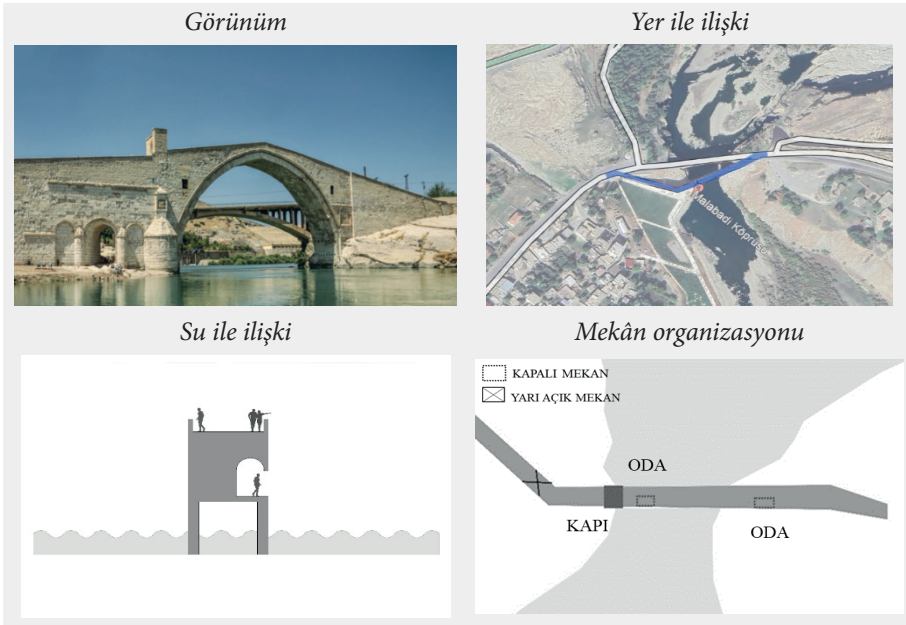 Görünüm
Yer ile ilişki
Malabadi Köprüsü
Su ile ilişki
Mekân organizasyonu
KAPALI MEKAN
YARI AÇIK MEKAN
ODA
KAPI
ODA